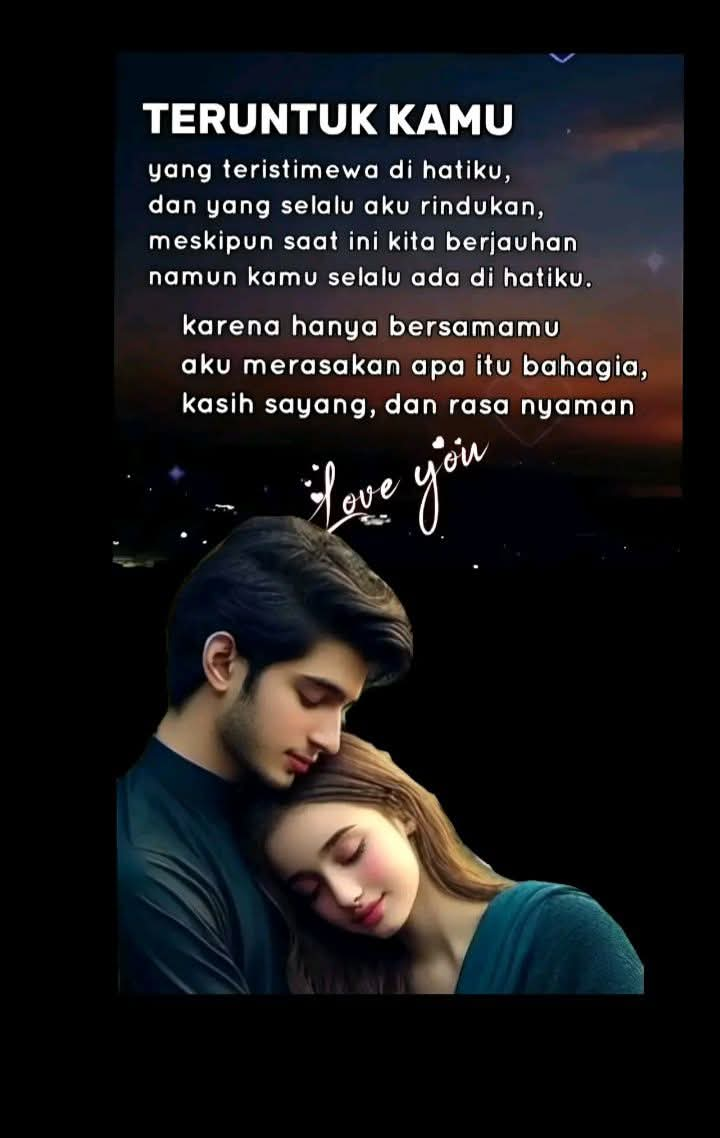 TERUNTUK KAMU
yang teristimewa di hatiku,
dan yang selalu aku rindukan,
meskipun saat ini kita berjauhan
namun kamu selalu ada di hatiku.
karena hanya bersamamu
aku merasakan apa itu bahagia,
kasih sayang, dan rasa nyaman
Love you